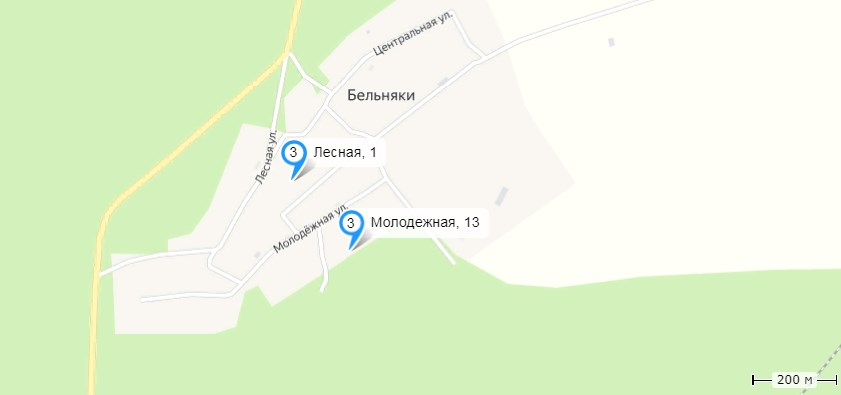 Центральная ул.
Бельняки
Лесная ул.
3 Лесная, 1
Молодёжная ул.
3 Молодежная, 13
200 м